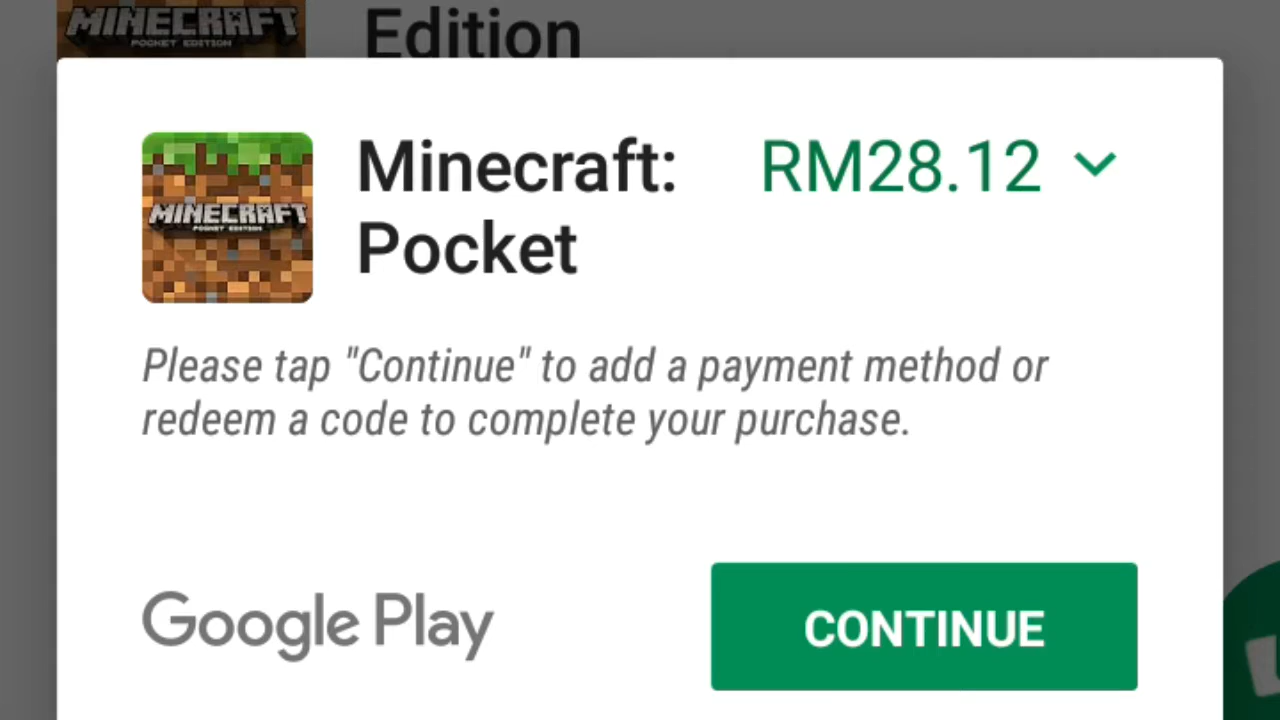 MINECRAFT
POCKET EDITION
Edition
MINECRAFT
POCKET EDITION
Minecraft:
Pocket
RM28.12
Please tap "Continue" to add a payment method or
redeem a code to complete your purchase.
Google Play
CONTINUE